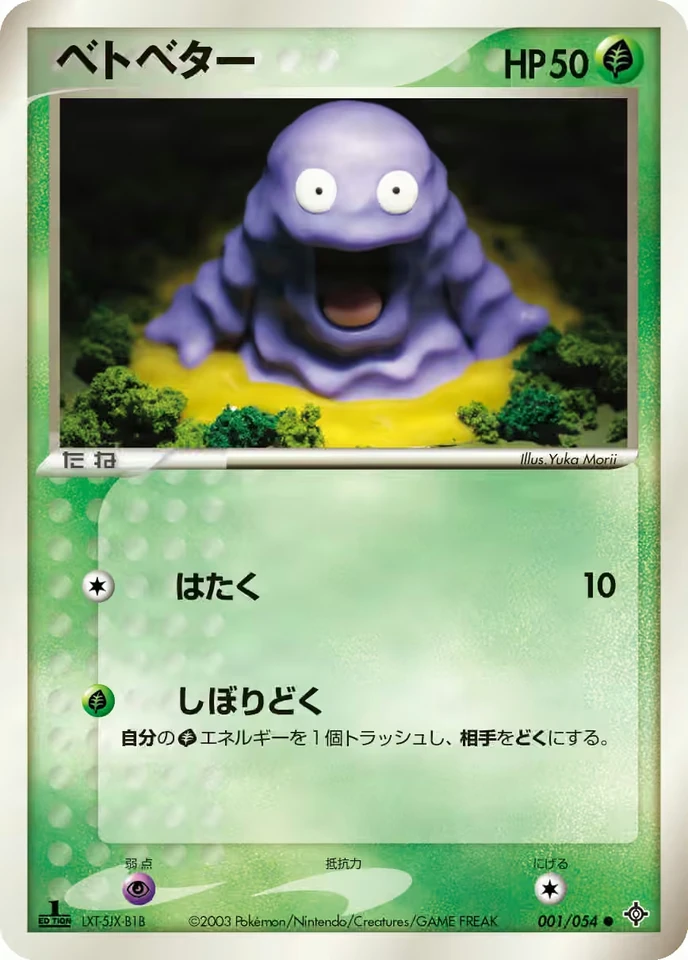 ベトベター HP50
たね Illus.Yuka Morii
はたく 10
しぼりどく
自分のエネルギーを1個トラッシュし、相手をどくにする。
弱点 抵抗力 にげる
1 EDITION LXT-5JX-B1B ©2003 Pokémon/Nintendo/Creatures/GAME FREAK 001/054